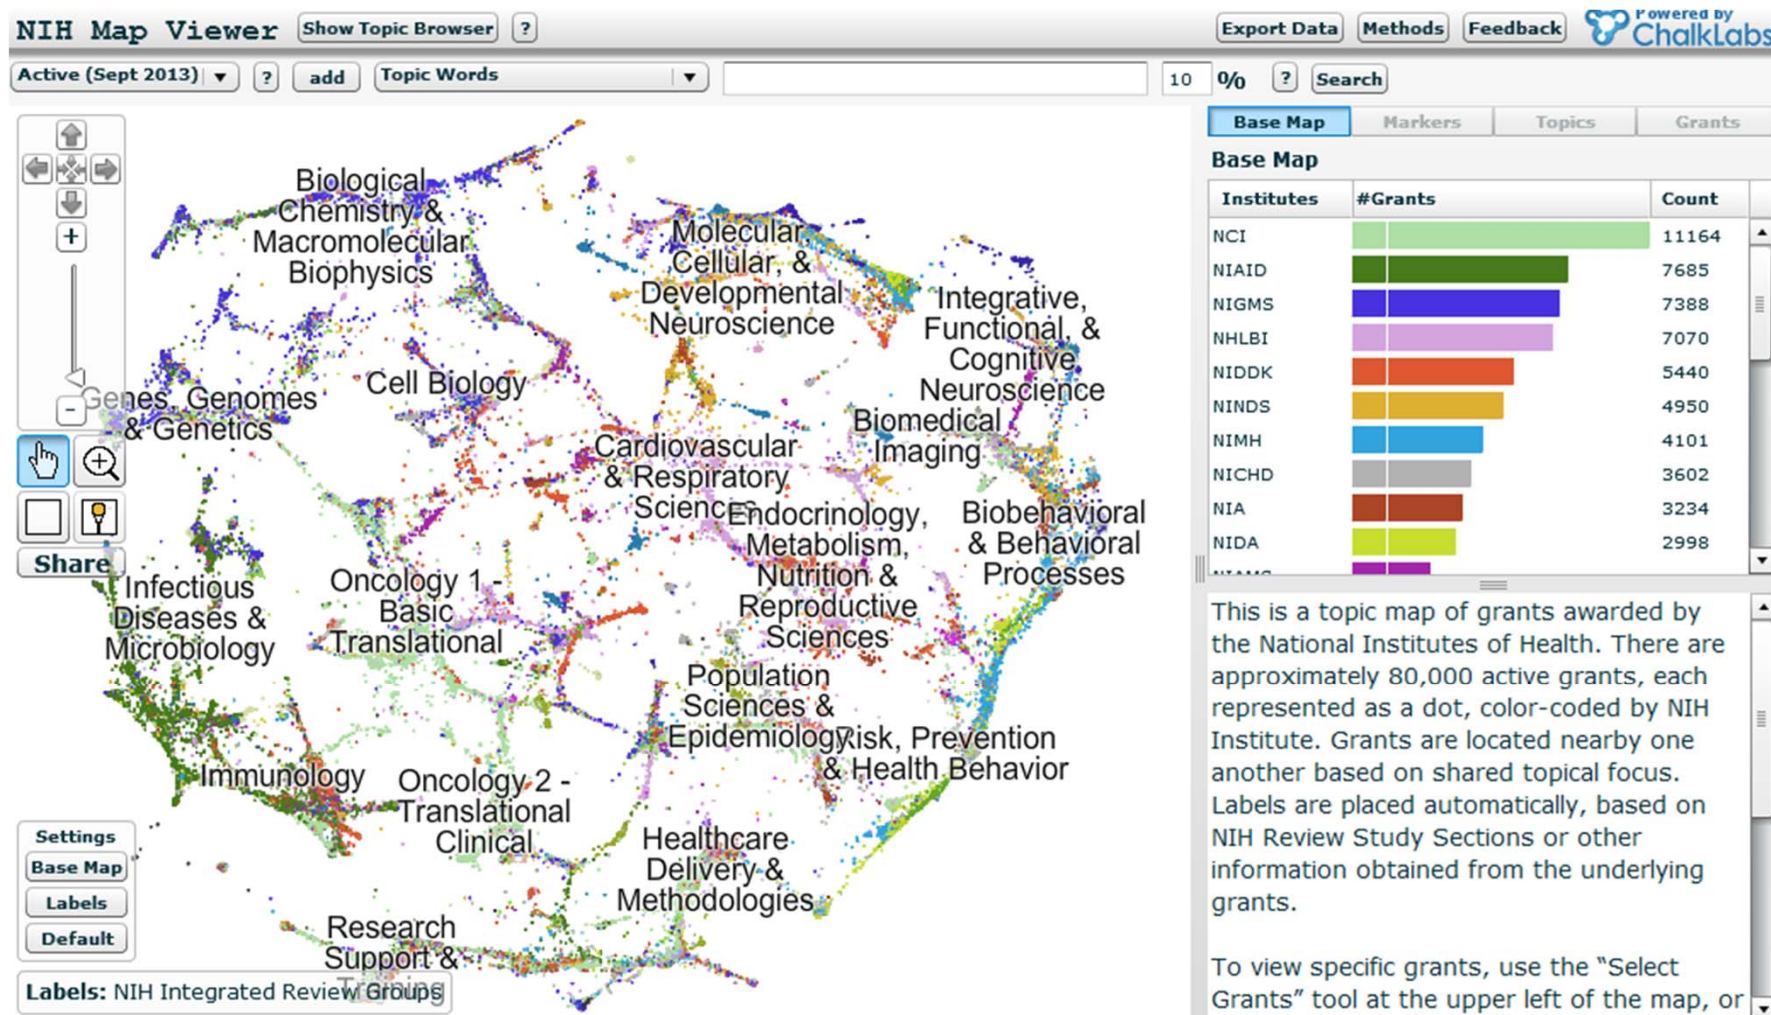 NIH Map Viewer
Show Topic Browser
?
Export Data
Methods
Feedback
Powered by
ChalkLabs
Active (Sept 2013)
?
add
Topic Words
10
%
?
Search
Biological
Chemistry &
Macromolecular
Biophysics
Molecular,
Cellular, &
Developmental
Neuroscience
Integrative,
Functional, &
Cognitive
Neuroscience
Genes, Genomes
& Genetics
Cell Biology
Biomedical
Imaging
Cardiovascular
& Respiratory
Sciences
Endocrinology,
Metabolism,
Nutrition &
Reproductive
Sciences
Biobehavioral
& Behavioral
Processes
+
-
Share
Infectious
Diseases &
Microbiology
Oncology 1 -
Basic
Translational
Population
Sciences &
Epidemiology
Risk, Prevention
& Health Behavior
Immunology
Oncology 2 -
Translational
Clinical
Healthcare
Delivery &
Methodologies
Research
Support &
Training
Settings
Base Map
Labels
Default
Labels: NIH Integrated Review Groups
Base Map
Markers
Topics
Grants
Base Map
Institutes #Grants Count
NCI 11164
NIAID 7685
NIGMS 7388
NHLBI 7070
NIDDK 5440
NINDS 4950
NIMH 4101
NICHD 3602
NIA 3234
NIDA 2998
NIAMS
This is a topic map of grants awarded by
the National Institutes of Health. There are
approximately 80,000 active grants, each
represented as a dot, color-coded by NIH
Institute. Grants are located nearby one
another based on shared topical focus.
Labels are placed automatically, based on
NIH Review Study Sections or other
information obtained from the underlying
grants.
To view specific grants, use the “Select
Grants” tool at the upper left of the map, or